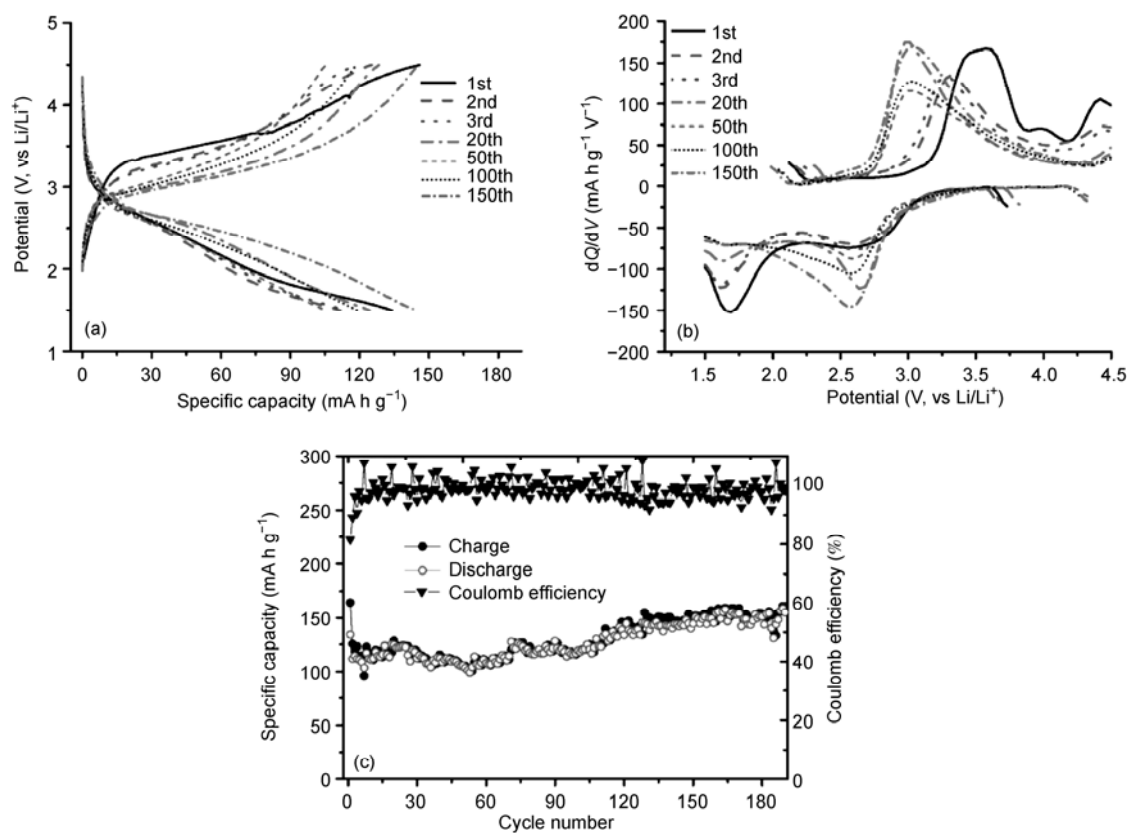 (a)
5
4
3
2
1
Potential (V, vs Li/Li⁺)
0 30 60 90 120 150 180
Specific capacity (mA h g⁻¹)
1st
2nd
3rd
20th
50th
100th
150th
(b)
200
150
100
50
0
−50
−100
−150
−200
dQ/dV (mA h g⁻¹ V⁻¹)
1.5 2.0 2.5 3.0 3.5 4.0 4.5
Potential (V, vs Li/Li⁺)
1st
2nd
3rd
20th
50th
100th
150th
300
250
200
150
100
50
0
Specific capacity (mA h g⁻¹)
Charge
Discharge
Coulomb efficiency
(c)
100
80
60
40
20
0
Coulomb efficiency (%)
0 30 60 90 120 150 180
Cycle number